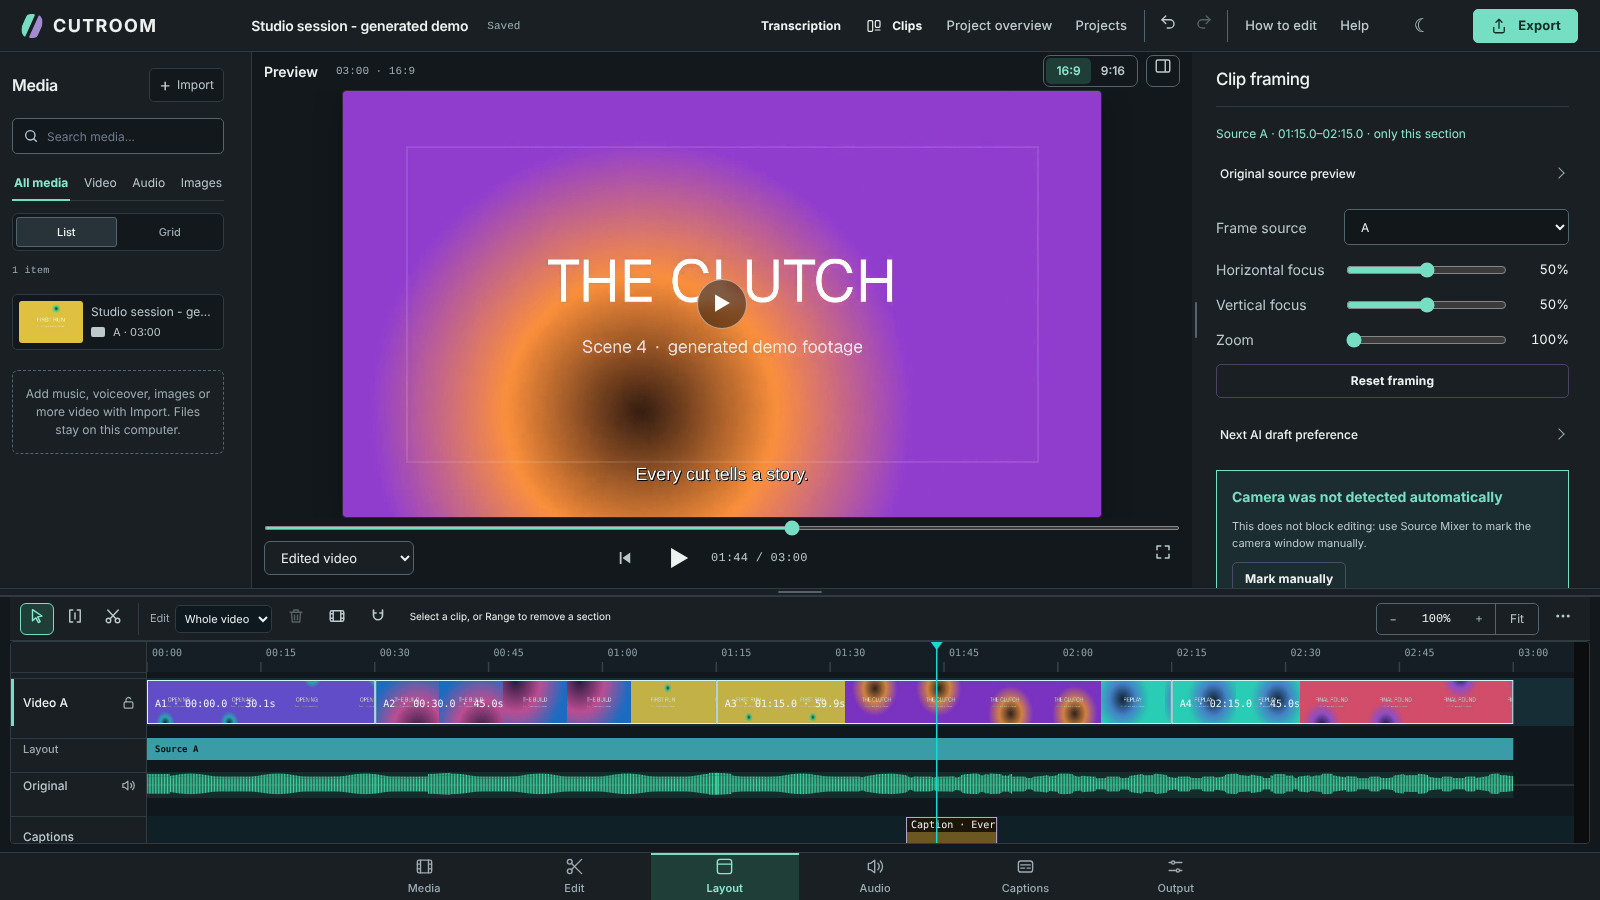 CUTROOM
Studio session - generated demo
Saved
Transcription
Clips
Project overview
Projects
How to edit
Help
Export
Media
+ Import
Search media...
All media
Video
Audio
Images
List
Grid
1 item
Studio session - ge...
A · 03:00
Add music, voiceover, images or
more video with Import. Files
stay on this computer.
Preview
03:00 · 16:9
16:9
9:16
THE CLUTCH
Scene 4 · generated demo footage
Every cut tells a story.
Edited video
01:44 / 03:00
Clip framing
Source A · 01:15.0–02:15.0 · only this section
Original source preview
Frame source
A
Horizontal focus
50%
Vertical focus
50%
Zoom
100%
Reset framing
Next AI draft preference
Camera was not detected automatically
This does not block editing: use Source Mixer to mark the
camera window manually.
Mark manually
Edit
Whole video
Select a clip, or Range to remove a section
- 100% +
Fit
00:00
00:15
00:30
00:45
01:00
01:15
01:30
01:45
02:00
02:15
02:30
02:45
03:00
Video A
A1 · 00:00.0 · 30.1s
A2 · 00:30.0 · 45.0s
A3 · 01:15.0 · 59.9s
A4 · 02:15.0 · 45.0s
Layout
Source A
Original
Captions
Caption · Ever
Media
Edit
Layout
Audio
Captions
Output